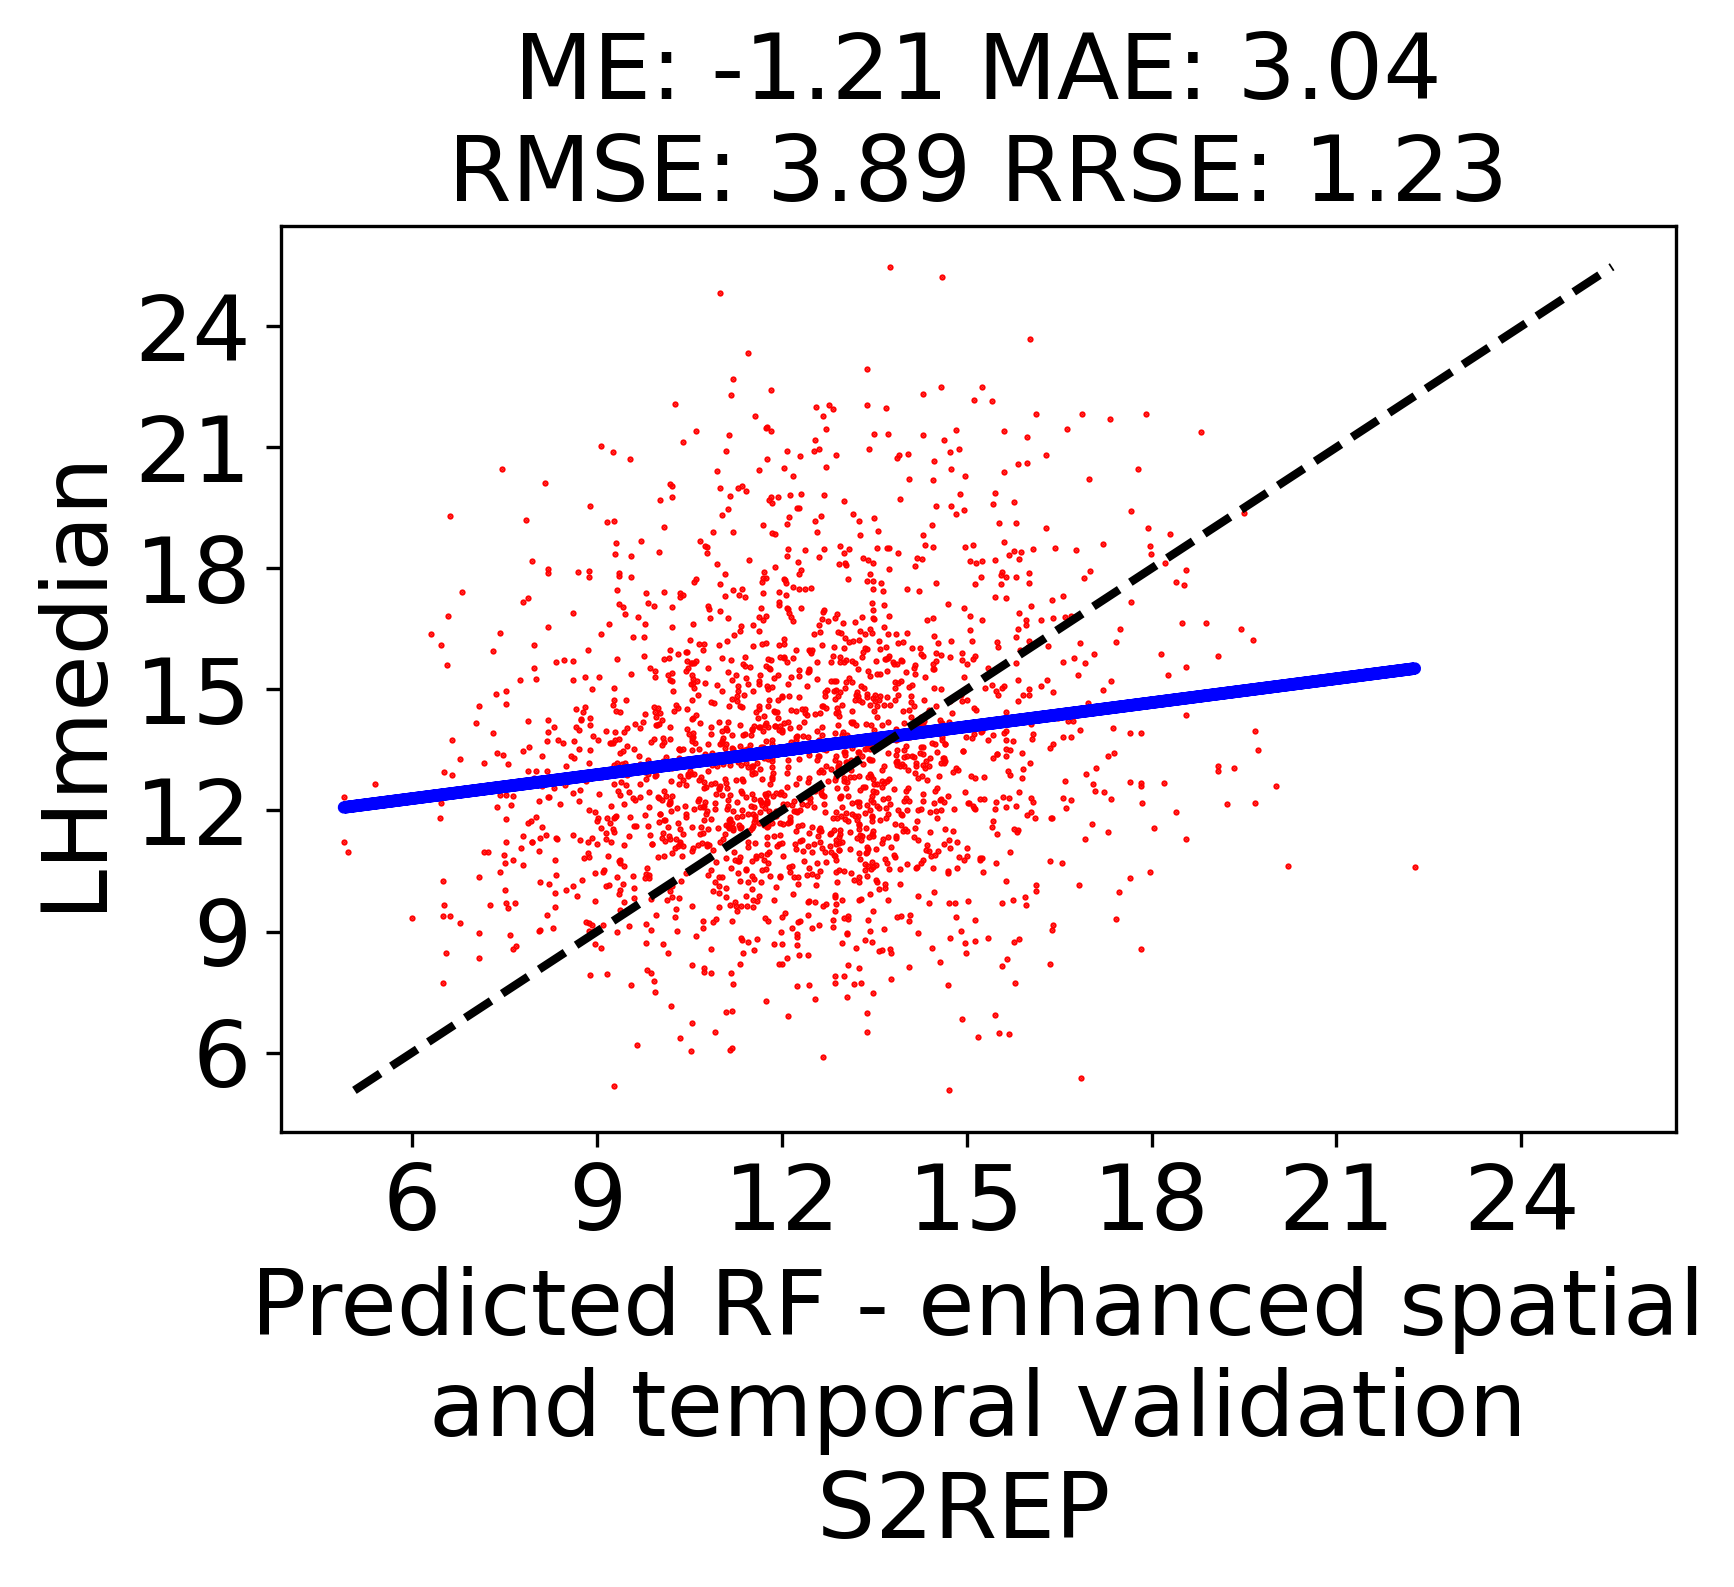 ME: -1.21 MAE: 3.04
RMSE: 3.89 RRSE: 1.23
LHmedian
24
21
18
15
12
9
6
6 9 12 15 18 21 24
Predicted RF - enhanced spatial
and temporal validation
S2REP